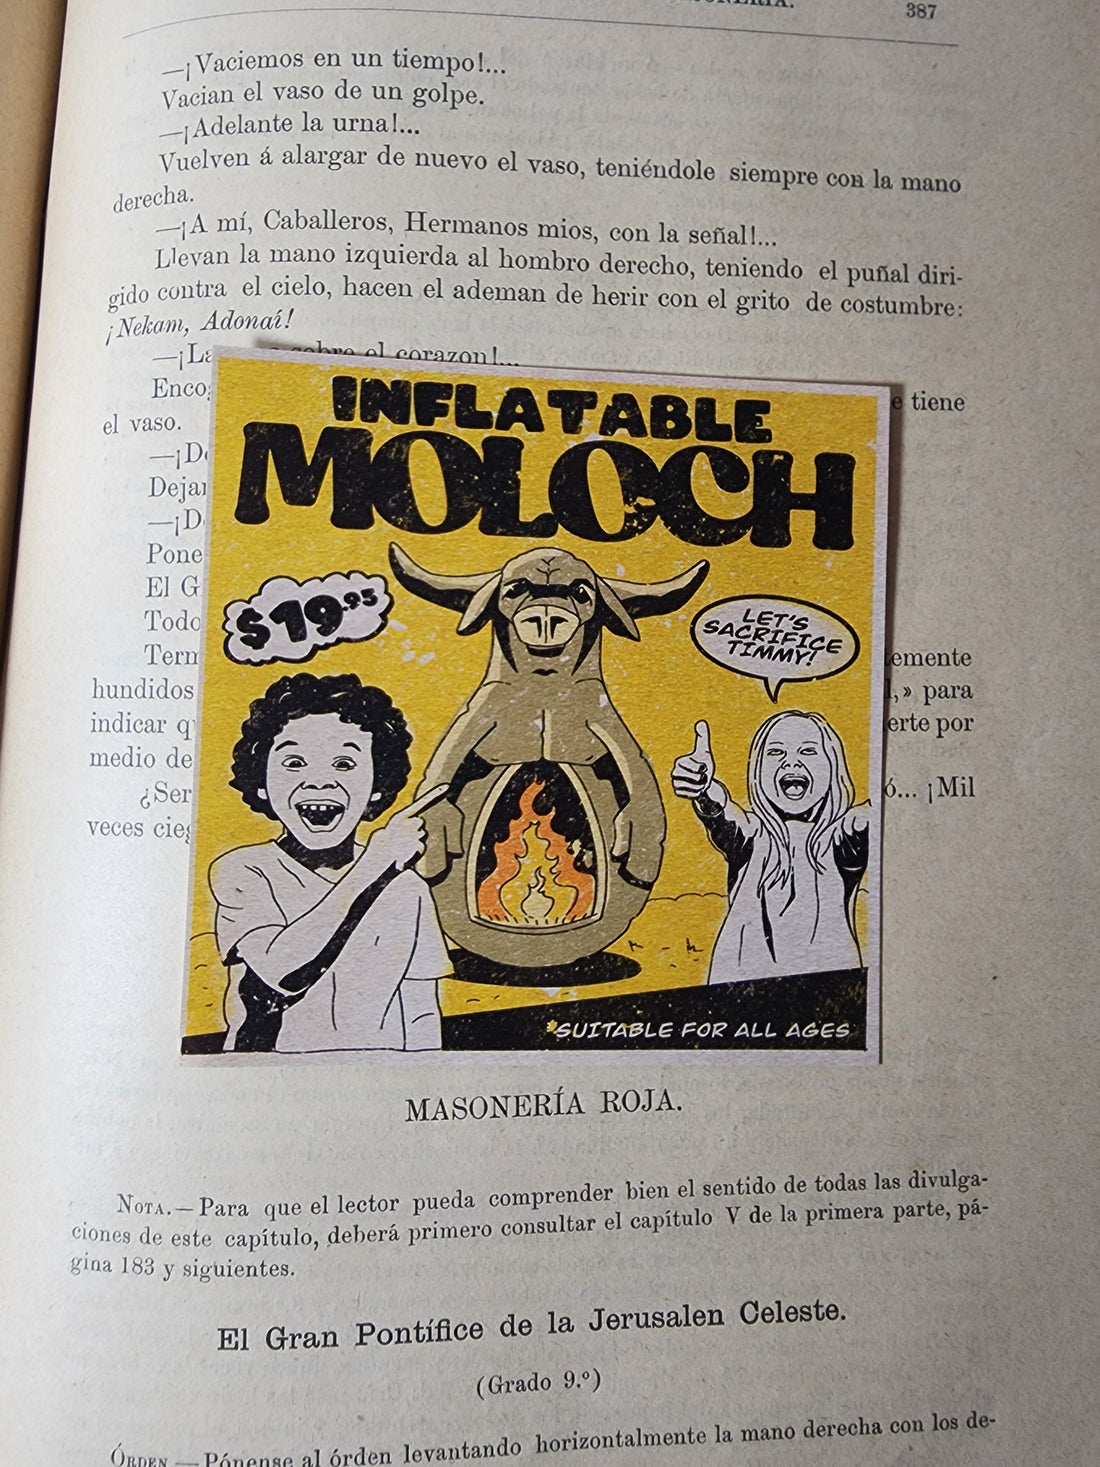 387
—¡Vaciemos en un tiempo!...
Vacian el vaso de un golpe.
—¡Adelante la urna!...
Vuelven á alargar de nuevo el vaso, teniéndole siempre con la mano
derecha.
—¡A mí, Caballeros, Hermanos mios, con la señal!...
Llevan la mano izquierda al hombro derecho, teniendo el puñal diri-
gido contra el cielo, hacen el ademan de herir con el grito de costumbre:
¡Nekam, Adonaí!
—¡La sobre el corazon!...
tiene
el vaso.
hundidos
,» para
indicar
erte por
medio de
ó... ¡Mil
veces
INFLATABLE
MOLOCH
$19.95
LET'S
SACRIFICE
TIMMY!
*SUITABLE FOR ALL AGES
MASONERÍA ROJA.
NOTA.—Para que el lector pueda comprender bien el sentido de todas las divulga-
ciones de este capítulo, deberá primero consultar el capítulo V de la primera parte, pá-
gina 183 y siguientes.
El Gran Pontífice de la Jerusalen Celeste.
(Grado 9.º)
ÓRDEN.—Pónense al órden levantando horizontalmente la mano derecha con los de-